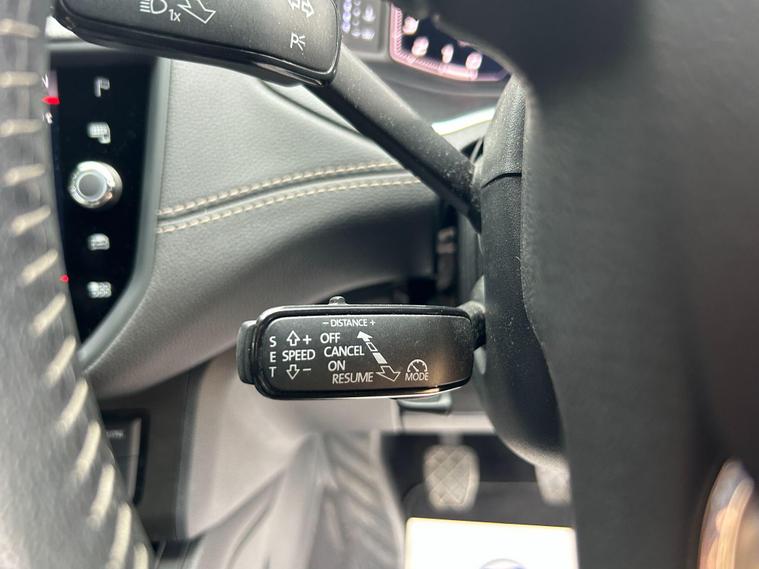 1x
P
− DISTANCE +
S E T
+
SPEED
−
OFF
CANCEL
ON
RESUME
MODE